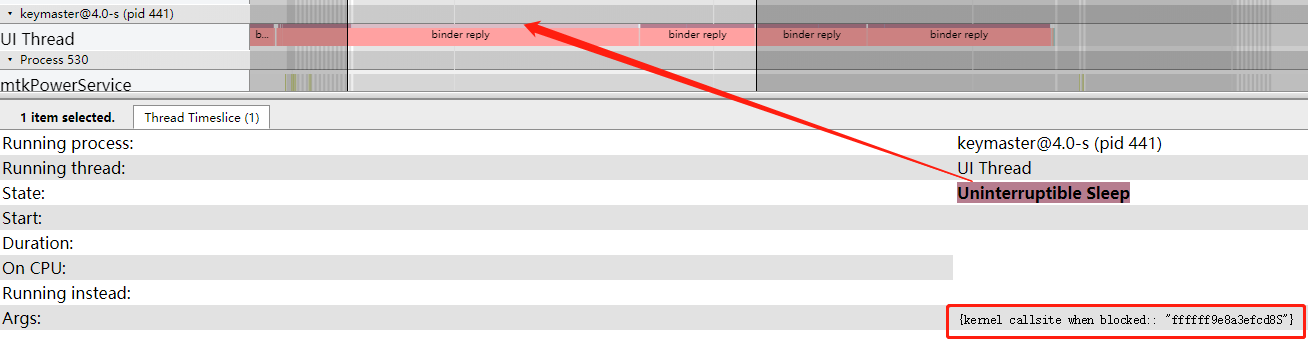 keymaster@4.0-s (pid 441)
UI Thread
b...
binder reply
binder reply
binder reply
binder reply
Process 530
mtkPowerService
1 item selected.
Thread Timeslice (1)
Running process:
keymaster@4.0-s (pid 441)
Running thread:
UI Thread
State:
Uninterruptible Sleep
Start:
Duration:
On CPU:
Running instead:
Args:
{kernel callsite when blocked:: "ffffff9e8a3efcd8S"}